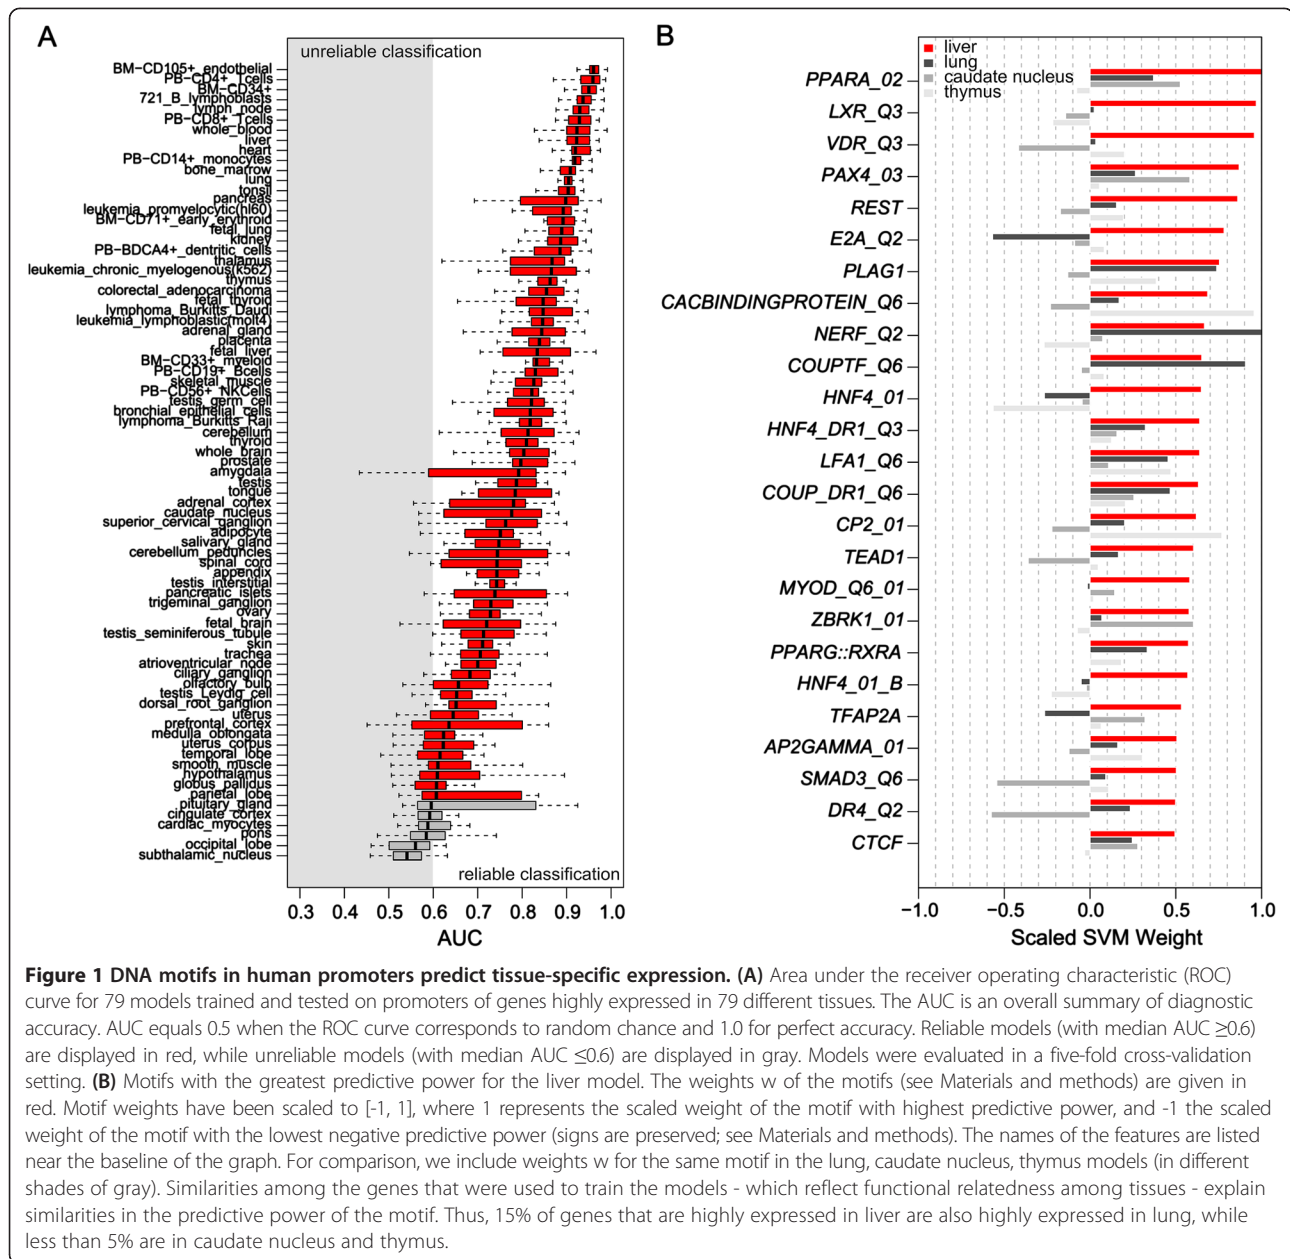 A
unreliable classification
BM−CD105+_endothelial
PB−CD4+_Tcells
BM−CD34+
721_B_lymphoblasts
lymph_node
PB−CD8+_Tcells
whole_blood
liver
heart
PB−CD14+_monocytes
bone_marrow
lung
tonsil
pancreas
leukemia_promyelocytic(hl60)
BM−CD71+_early_erythroid
fetal_lung
kidney
PB−BDCA4+_dentritic_cells
thalamus
leukemia_chronic_myelogenous(k562)
thymus
colorectal_adenocarcinoma
fetal_thyroid
lymphoma_Burkitts_Daudi
leukemia_lymphoblastic(molt4)
adrenal_gland
placenta
fetal_liver
BM−CD33+_myeloid
PB−CD19+_Bcells
skeletal_muscle
PB−CD56+_NKCells
testis_germ_cell
bronchial_epithelial_cells
lymphoma_Burkitts_Raji
cerebellum
thyroid
whole_brain
prostate
amygdala
testis
tongue
adrenal_cortex
caudate_nucleus
superior_cervical_ganglion
adipocyte
salivary_gland
cerebellum_peduncles
spinal_cord
appendix
testis_interstitial
pancreatic_islets
trigeminal_ganglion
ovary
fetal_brain
testis_seminiferous_tubule
skin
trachea
atrioventricular_node
ciliary_ganglion
olfactory_bulb
testis_Leydig_cell
dorsal_root_ganglion
uterus
prefrontal_cortex
medulla_oblongata
uterus_corpus
temporal_lobe
smooth_muscle
hypothalamus
globus_pallidus
parietal_lobe
pituitary_gland
cingulate_cortex
cardiac_myocytes
pons
occipital_lobe
subthalamic_nucleus
reliable classification
0.3 0.4 0.5 0.6 0.7 0.8 0.9 1.0
AUC
B
liver
lung
caudate nucleus
thymus
PPARA_02
LXR_Q3
VDR_Q3
PAX4_03
REST
E2A_Q2
PLAG1
CACBINDINGPROTEIN_Q6
NERF_Q2
COUPTF_Q6
HNF4_01
HNF4_DR1_Q3
LFA1_Q6
COUP_DR1_Q6
CP2_01
TEAD1
MYOD_Q6_01
ZBRK1_01
PPARG::RXRA
HNF4_01_B
TFAP2A
AP2GAMMA_01
SMAD3_Q6
DR4_Q2
CTCF
−1.0 −0.5 0.0 0.5 1.0
Scaled SVM Weight
Figure 1 DNA motifs in human promoters predict tissue-specific expression. (A) Area under the receiver operating characteristic (ROC)
curve for 79 models trained and tested on promoters of genes highly expressed in 79 different tissues. The AUC is an overall summary of diagnostic
accuracy. AUC equals 0.5 when the ROC curve corresponds to random chance and 1.0 for perfect accuracy. Reliable models (with median AUC ≥0.6)
are displayed in red, while unreliable models (with median AUC ≤0.6) are displayed in gray. Models were evaluated in a five-fold cross-validation
setting. (B) Motifs with the greatest predictive power for the liver model. The weights w of the motifs (see Materials and methods) are given in
red. Motif weights have been scaled to [-1, 1], where 1 represents the scaled weight of the motif with highest predictive power, and -1 the scaled
weight of the motif with the lowest negative predictive power (signs are preserved; see Materials and methods). The names of the features are listed
near the baseline of the graph. For comparison, we include weights w for the same motif in the lung, caudate nucleus, thymus models (in different
shades of gray). Similarities among the genes that were used to train the models - which reflect functional relatedness among tissues - explain
similarities in the predictive power of the motif. Thus, 15% of genes that are highly expressed in liver are also highly expressed in lung, while
less than 5% are in caudate nucleus and thymus.